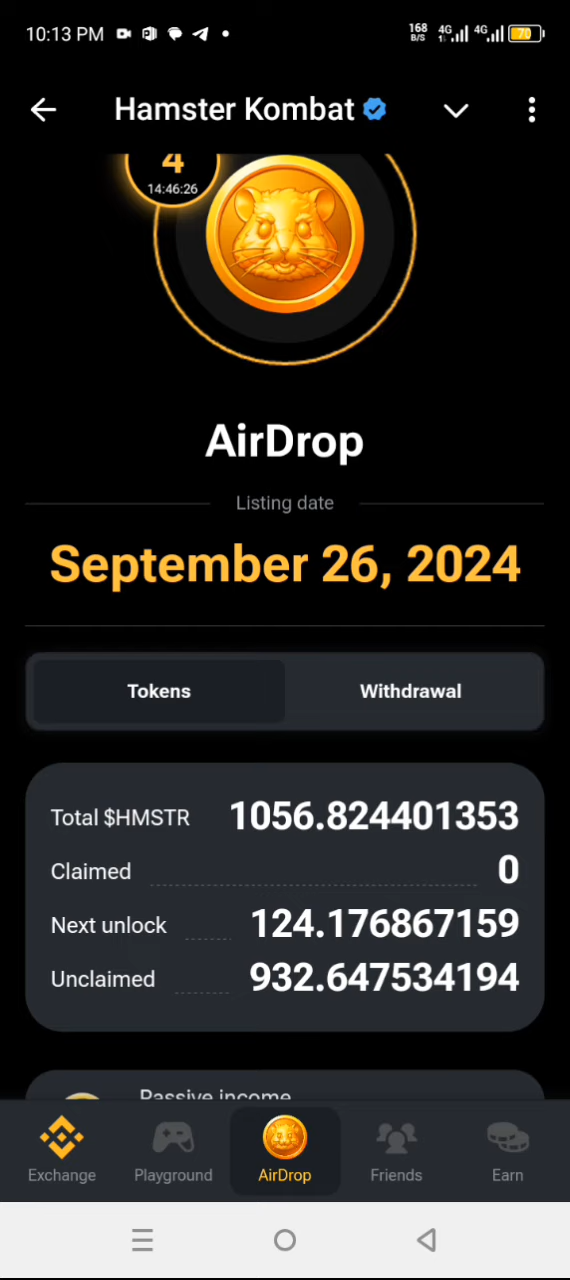 10:13 PM
168 B/S 4G 4G 70
Hamster Kombat
4
14:46:26
AirDrop
Listing date
September 26, 2024
Tokens Withdrawal
Total $HMSTR 1056.824401353
Claimed 0
Next unlock 124.176867159
Unclaimed 932.647534194
Passive income
Exchange Playground AirDrop Friends Earn